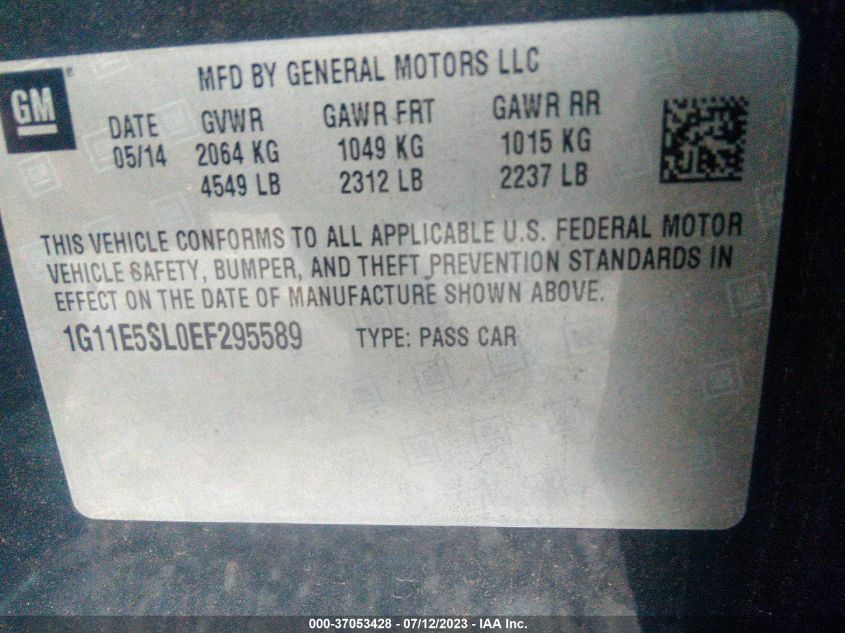 GM
MFD BY GENERAL MOTORS LLC
DATE GVWR GAWR FRT GAWR RR
05/14 2064 KG 1049 KG 1015 KG
4549 LB 2312 LB 2237 LB
THIS VEHICLE CONFORMS TO ALL APPLICABLE U.S. FEDERAL MOTOR
VEHICLE SAFETY, BUMPER, AND THEFT PREVENTION STANDARDS IN
EFFECT ON THE DATE OF MANUFACTURE SHOWN ABOVE.
1G11E5SL0EF295589 TYPE: PASS CAR
000-37053428 - 07/12/2023 - IAA Inc.